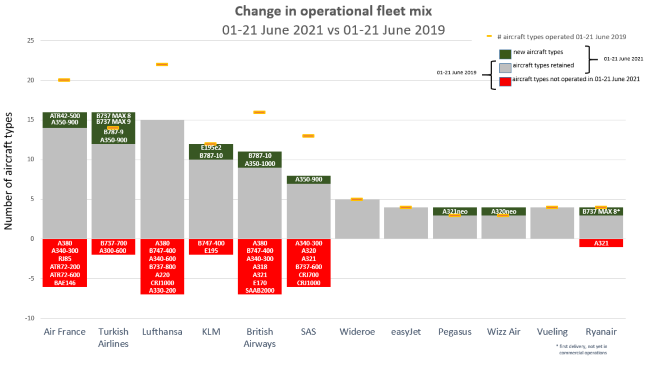 Change in operational fleet mix
01-21 June 2021 vs 01-21 June 2019
# aircraft types operated 01-21 June 2019
new aircraft types
01-21 June 2021
aircraft types retained
01-21 June 2019
aircraft types not operated in 01-21 June 2021
Number of aircraft types
25
20
15
10
5
0
-5
-10
ATR42-500
A350-900
B737 MAX 8
B737 MAX 9
B787-9
A350-900
E195e2
B787-10
B787-10
A350-1000
A350-900
A321neo
A320neo
B737 MAX 8*
A380
A340-300
RJ85
ATR72-200
ATR72-600
BAE146
B737-700
A300-600
A380
B747-400
A340-600
B737-800
A220
CRJ1000
A330-200
B747-400
E195
A380
B747-400
A340-300
A318
A321
E170
SAAB2000
A340-300
A320
A321
B737-600
CRJ700
CRJ1000
A321
Air France
Turkish
Airlines
Lufthansa
KLM
British
Airways
SAS
Wideroe
easyJet
Pegasus
Wizz Air
Vueling
Ryanair
* first delivery, not yet in
commercial operations